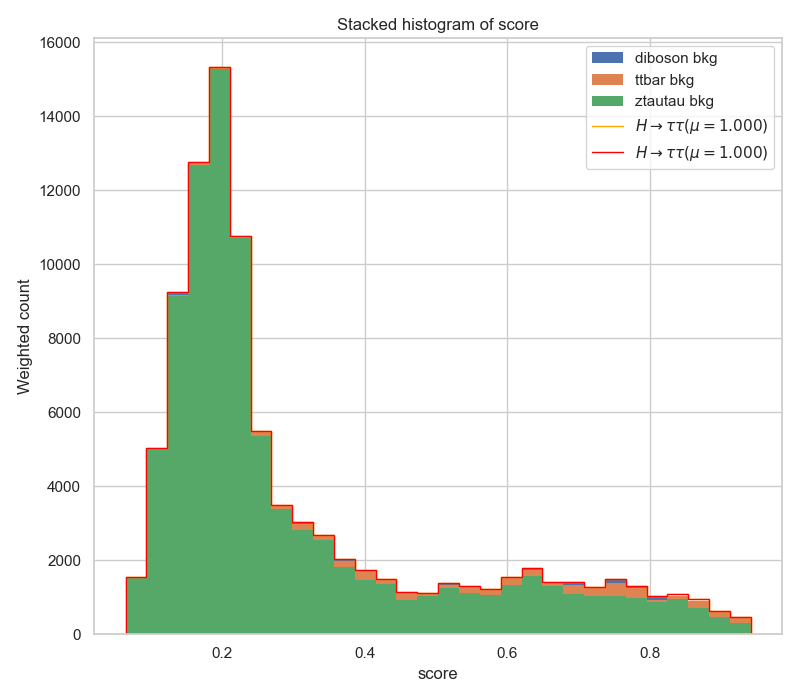 Stacked histogram of score
16000
14000
12000
10000
8000
6000
4000
2000
0
Weighted count
diboson bkg
ttbar bkg
ztautau bkg
H → ττ(μ = 1.000)
H → ττ(μ = 1.000)
0.2 0.4 0.6 0.8
score